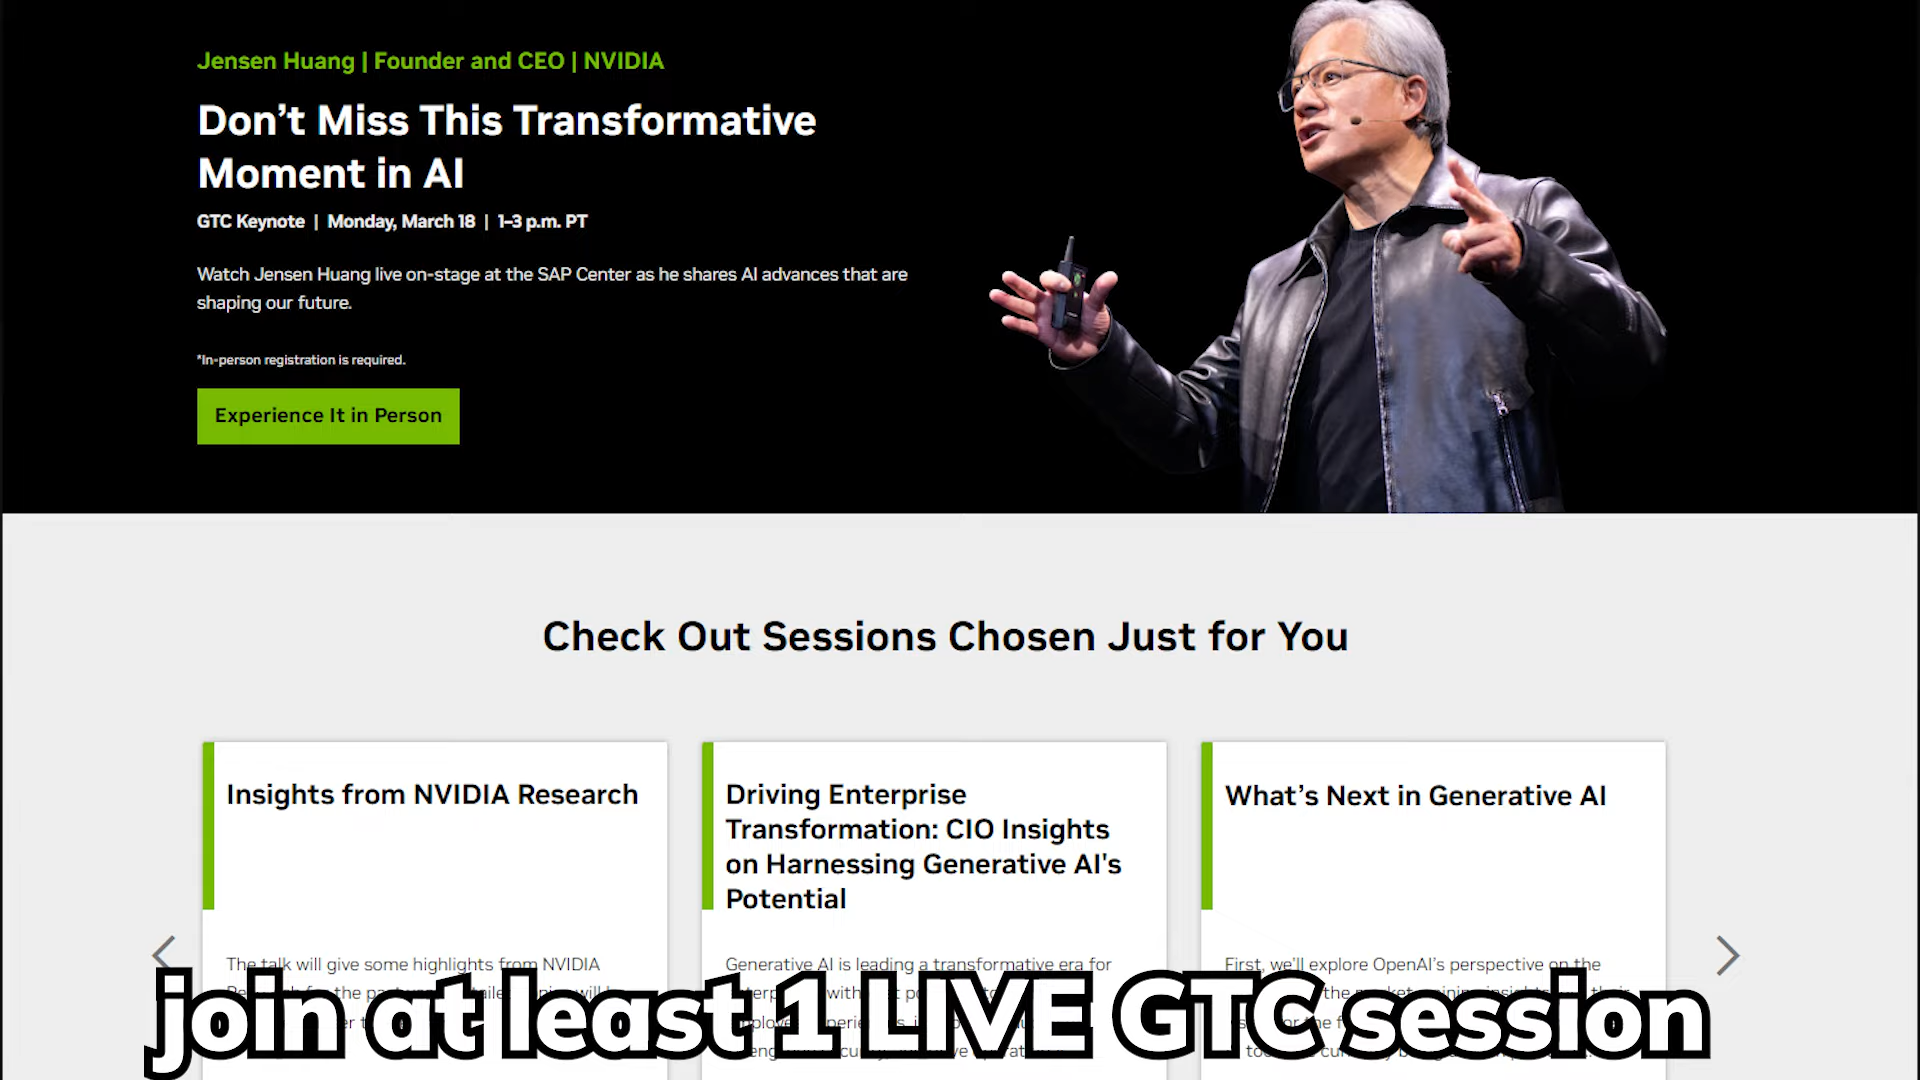 Jensen Huang | Founder and CEO | NVIDIA
Don’t Miss This Transformative
Moment in AI
GTC Keynote | Monday, March 18 | 1–3 p.m. PT
Watch Jensen Huang live on-stage at the SAP Center as he shares AI advances that are
shaping our future.
*In-person registration is required.
Experience It in Person
Check Out Sessions Chosen Just for You
Insights from NVIDIA Research
The talk will give some highlights from NVIDIA
Driving Enterprise
Transformation: CIO Insights
on Harnessing Generative AI's
Potential
Generative AI is leading a transformative era for
What’s Next in Generative AI
First, we’ll explore OpenAI’s perspective on the
join at least 1 LIVE GTC session